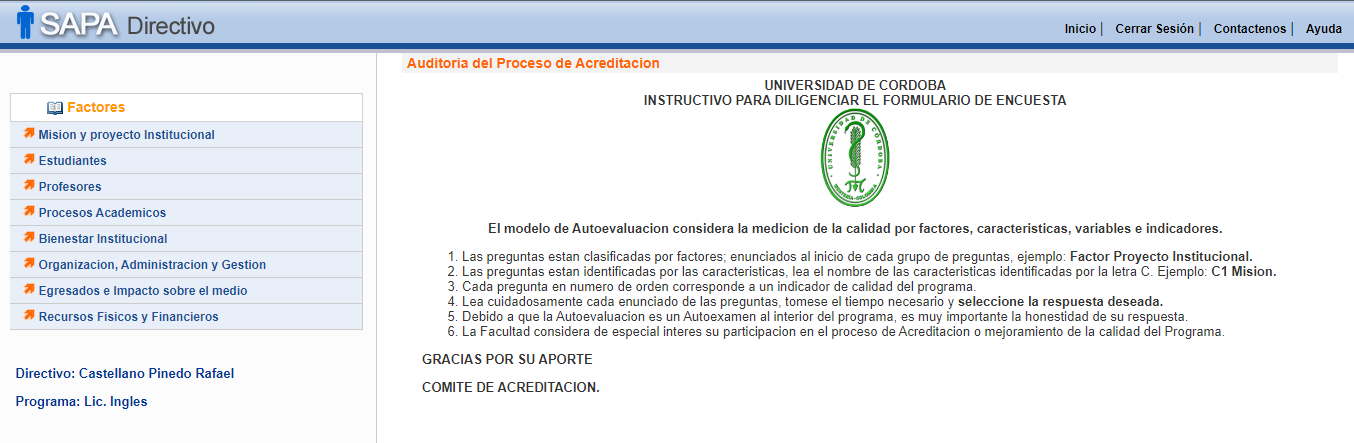 SAPA Directivo
Inicio | Cerrar Sesión | Contactenos | Ayuda
Factores
Mision y proyecto Institucional
Estudiantes
Profesores
Procesos Academicos
Bienestar Institucional
Organizacion, Administracion y Gestion
Egresados e Impacto sobre el medio
Recursos Fisicos y Financieros
Directivo: Castellano Pinedo Rafael
Programa: Lic. Ingles
Auditoria del Proceso de Acreditacion
UNIVERSIDAD DE CORDOBA
INSTRUCTIVO PARA DILIGENCIAR EL FORMULARIO DE ENCUESTA
UNIVERSIDAD DE CÓRDOBA
MONTERÍA-COLOMBIA
El modelo de Autoevaluacion considera la medicion de la calidad por factores, caracteristicas, variables e indicadores.
1. Las preguntas estan clasificadas por factores; enunciados al inicio de cada grupo de preguntas, ejemplo: Factor Proyecto Institucional.
2. Las preguntas estan identificadas por las caracteristicas, lea el nombre de las caracteristicas identificadas por la letra C. Ejemplo: C1 Mision.
3. Cada pregunta en numero de orden corresponde a un indicador de calidad del programa.
4. Lea cuidadosamente cada enunciado de las preguntas, tomese el tiempo necesario y seleccione la respuesta deseada.
5. Debido a que la Autoevaluacion es un Autoexamen al interior del programa, es muy importante la honestidad de su respuesta.
6. La Facultad considera de especial interes su participacion en el proceso de Acreditacion o mejoramiento de la calidad del Programa.
GRACIAS POR SU APORTE
COMITE DE ACREDITACION.